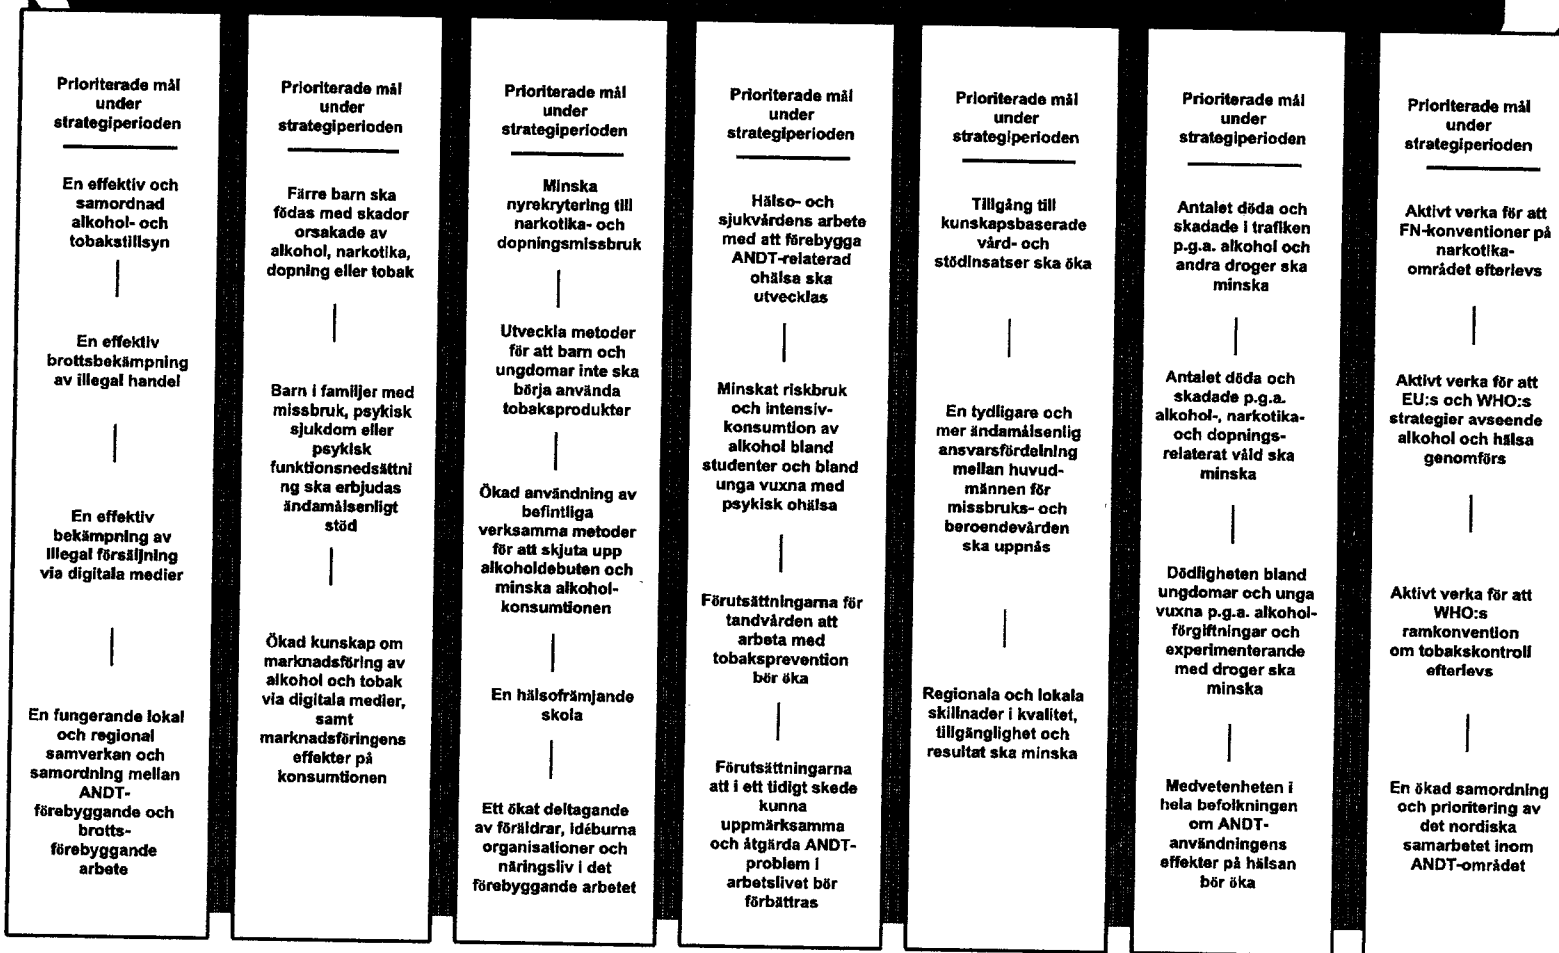 Prioriterade mål
under
strategiperioden
En effektiv och
samordnad
alkohol- och
tobakstillsyn
En effektiv
brottsbekämpning
av illegal handel
En effektiv
bekämpning av
illegal försäljning
via digitala medier
En fungerande lokal
och regional
samverkan och
samordning mellan
ANDT-
förebyggande och
brotts-
förebyggande
arbete
Prioriterade mål
under
strategiperioden
Färre barn ska
födas med skador
orsakade av
alkohol, narkotika,
dopning eller tobak
Barn i familjer med
missbruk, psykisk
sjukdom eller
psykisk
funktionsnedsättni
ng ska erbjudas
ändamålsenligt
stöd
Ökad kunskap om
marknadsföring av
alkohol och tobak
via digitala medier,
samt
marknadsföringens
effekter på
konsumtionen
Prioriterade mål
under
strategiperioden
Minska
nyrekrytering till
narkotika- och
dopningsmissbruk
Utveckla metoder
för att barn och
ungdomar inte ska
börja använda
tobaksprodukter
Ökad användning av
befintliga
verksamma metoder
för att skjuta upp
alkoholdebuten och
minska alkohol-
konsumtionen
En hälsofrämjande
skola
Ett ökat deltagande
av föräldrar, idéburna
organisationer och
näringsliv i det
förebyggande arbetet
Prioriterade mål
under
strategiperioden
Hälso- och
sjukvårdens arbete
med att förebygga
ANDT-relaterad
ohälsa ska
utvecklas
Minskat riskbruk
och intensiv-
konsumtion av
alkohol bland
studenter och bland
unga vuxna med
psykisk ohälsa
Förutsättningarna för
tandvården att
arbeta med
tobaksprevention
bör öka
Förutsättningarna
att i ett tidigt skede
kunna
uppmärksamma
och åtgärda ANDT-
problem i
arbetslivet bör
förbättras
Prioriterade mål
under
strategiperioden
Tillgång till
kunskapsbaserade
vård- och
stödinsatser ska öka
En tydligare och
mer ändamålsenlig
ansvarsfördelning
mellan huvud-
männen för
missbruks- och
beroendevården
ska uppnås
Regionala och lokala
skillnader i kvalitet,
tillgänglighet och
resultat ska minska
Prioriterade mål
under
strategiperioden
Antalet döda och
skadade i trafiken
p.g.a. alkohol och
andra droger ska
minska
Antalet döda och
skadade p.g.a.
alkohol-, narkotika-
och dopnings-
relaterat våld ska
minska
Dödligheten bland
ungdomar och unga
vuxna p.g.a. alkohol-
förgiftningar och
experimenterande
med droger ska
minska
Medvetenheten i
hela befolkningen
om ANDT-
användningens
effekter på hälsan
bör öka
Prioriterade mål
under
strategiperioden
Aktivt verka för att
FN-konventioner på
narkotika-
området efterlevs
Aktivt verka för att
EU:s och WHO:s
strategier avseende
alkohol och hälsa
genomförs
Aktivt verka för att
WHO:s
ramkonvention
om tobakskontroll
efterlevs
En ökad samordning
och prioritering av
det nordiska
samarbetet inom
ANDT-området